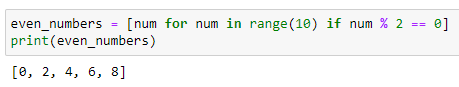 even_numbers = [num for num in range(10) if num % 2 == 0]
print(even_numbers)
[0, 2, 4, 6, 8]